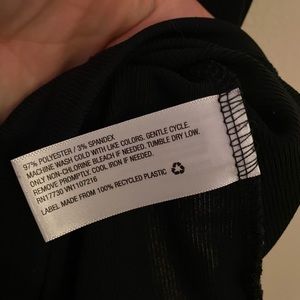 97% POLYESTER / 3% SPANDEX
MACHINE WASH COLD WITH LIKE COLORS. GENTLE CYCLE.
ONLY NON-CHLORINE BLEACH IF NEEDED. TUMBLE DRY LOW.
REMOVE PROMPTLY. COOL IRON IF NEEDED.
RN17730 VN1107216
LABEL MADE FROM 100% RECYCLED PLASTIC